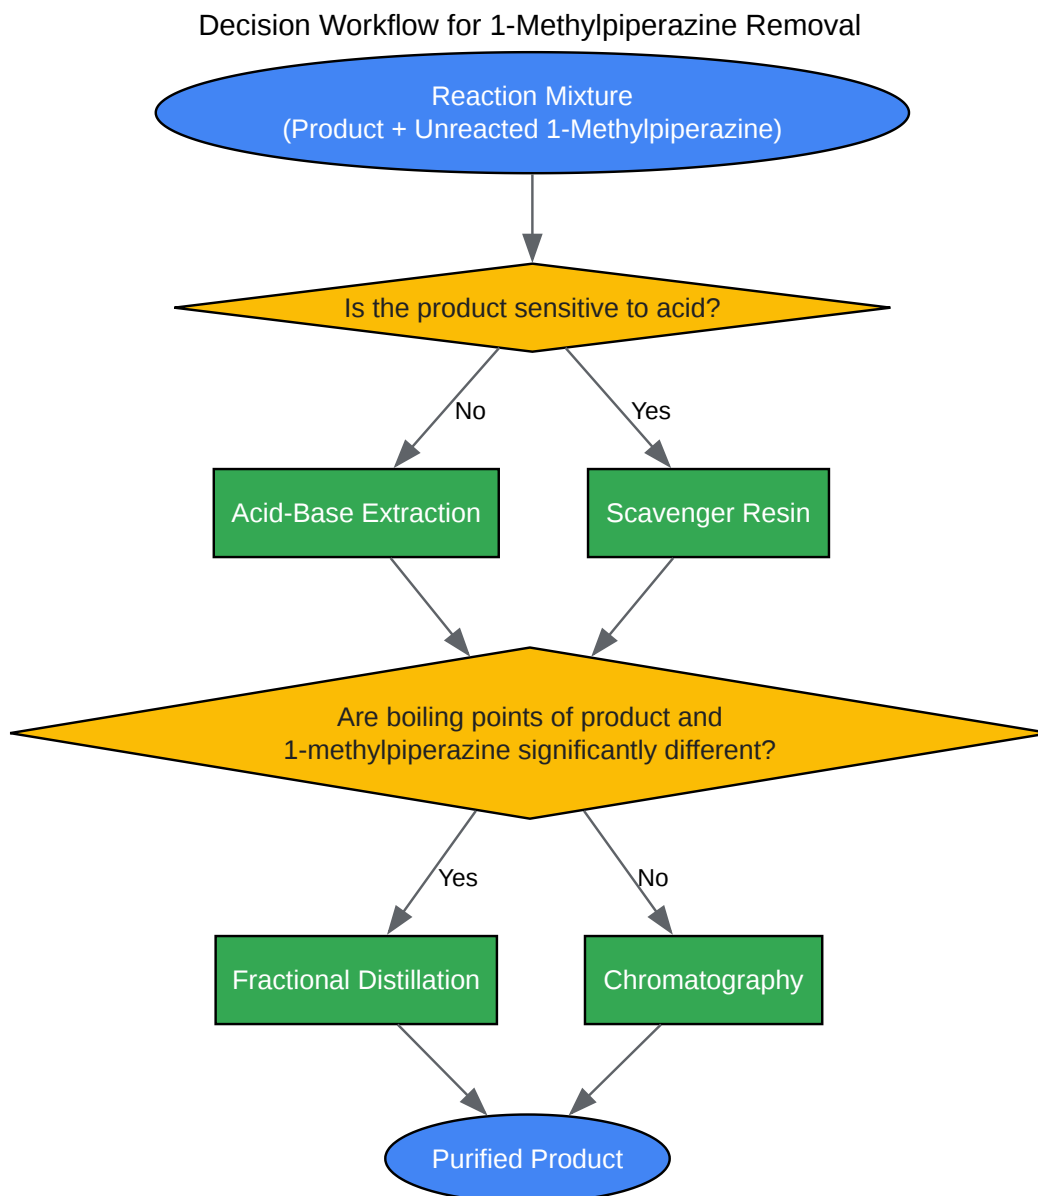 Decision Workflow for 1-Methylpiperazine Removal
Reaction Mixture
(Product + Unreacted 1-Methylpiperazine)
Is the product sensitive to acid?
No
Yes
Acid-Base Extraction
Scavenger Resin
Are boiling points of product and
1-methylpiperazine significantly different?
Yes
No
Fractional Distillation
Chromatography
Purified Product